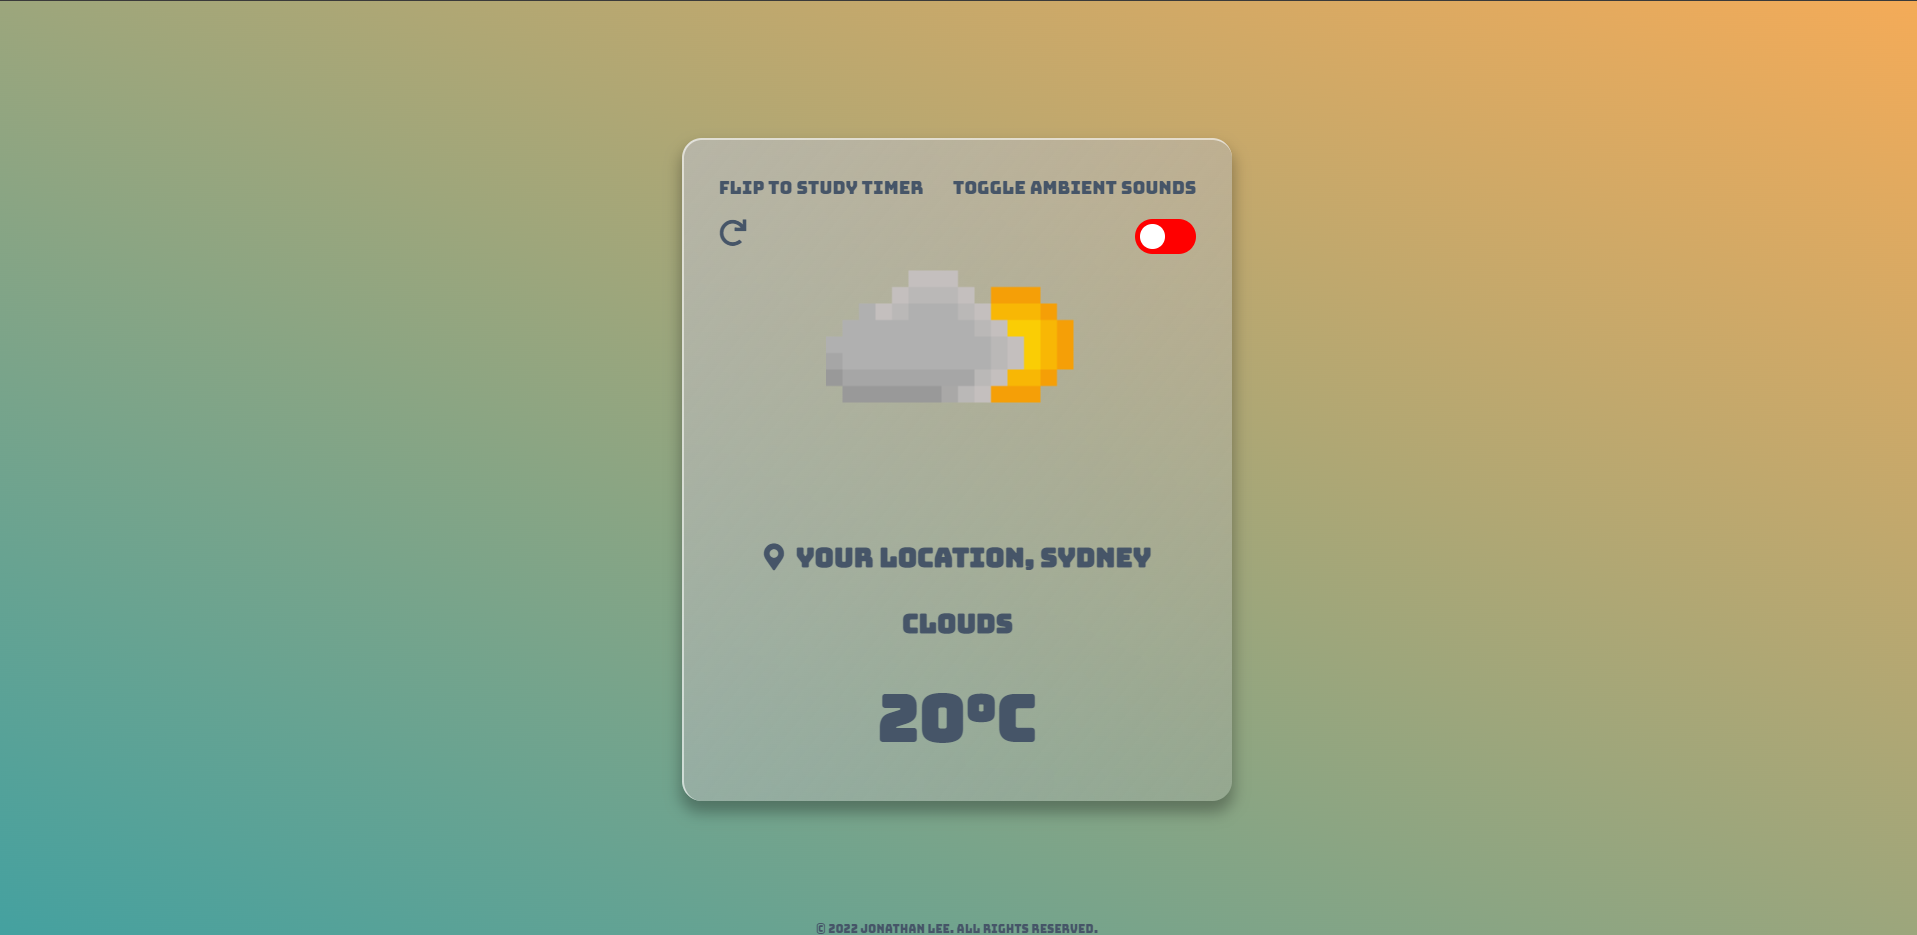 FLIP TO STUDY TIMER
TOGGLE AMBIENT SOUNDS
YOUR LOCATION, SYDNEY
CLOUDS
20°C
© 2022 JONATHAN LEE. ALL RIGHTS RESERVED.